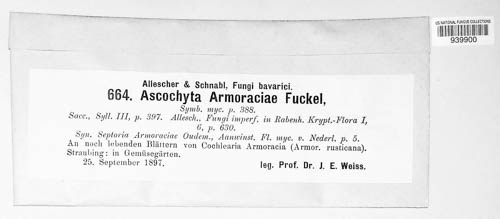 US NATIONAL FUNGUS COLLECTIONS
939900
Allescher & Schnabl, Fungi bavarici.
664. Ascochyta Armoraciae Fuckel,
Symb. myc. p. 388.
Sacc., Syll. III, p. 397. Allesch., Fungi imperf. in Rabenh. Krypt.-Flora I,
6, p. 630.
Syn. Septoria Armoraciae Oudem., Aanwinst. Fl. myc. v. Nederl. p. 5.
An noch lebenden Blättern von Cochlearia Armoracia (Armor. rusticana).
Straubing: in Gemüsegärten.
25. September 1897.
leg. Prof. Dr. J. E. Weiss.